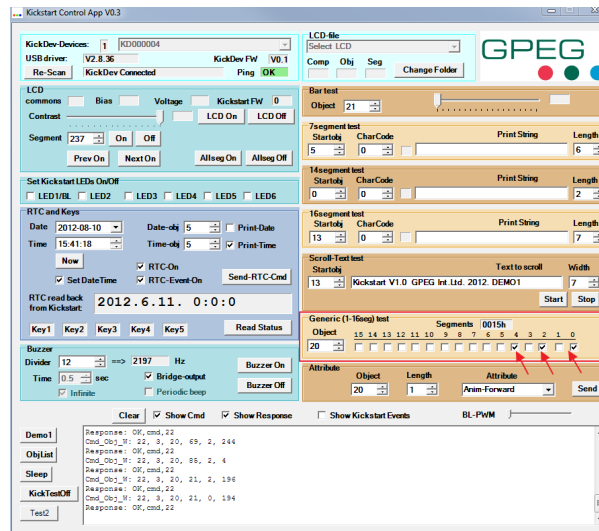 Kickstart Control App V0.3
KickDev-Devices: 1 KD000004
USB driver: V2.8.36 KickDev FW V0.1
Re-Scan KickDev Connected Ping OK
LCD-file
Select LCD
Comp Obj Seg
Change Folder
GPEG
LCD
commons Bias Voltage Kickstart FW 0
Contrast LCD On LCD Off
Segment 237 On Off
Prev On Next On Allseg On Allseg Off
Set Kickstart LEDs On/Off
LED1/BL LED2 LED3 LED4 LED5 LED6
RTC and Keys
Date 2012-08-10 Date-obj 5 Print-Date
Time 15:41:18 Time-obj 5 Print-Time
Now RTC-On
Set DateTime RTC-Event-On Send-RTC-Cmd
RTC read back
from Kickstart: 2012.6.11. 0:0:0
Key1 Key2 Key3 Key4 Key5 Read Status
Buzzer
Divider 12 ==> 2197 Hz Buzzer On
Time 0.5 sec Bridge-output Buzzer Off
Infinite Periodic beep
Bar test
Object 21
7segment test
Startobj CharCode Print String Length
5 0 6
14segment test
Startobj CharCode Print String Length
0 0 2
16segment test
Startobj CharCode Print String Length
13 0 7
Scroll-Text test
Startobj Text to scroll Width
13 Kickstart V1.0 GPEG Int.Ltd. 2012. DEMO1 7
Start Stop
Generic (1-16seg) test
Segments 0015h
Object 15 14 13 12 11 10 9 8 7 6 5 4 3 2 1 0
20
Attribute
Object Length Attribute
20 1 Anim-Forward Send
Clear Show Cmd Show Response Show Kickstart Events BL-PWM
Demo1
ObjList
Sleep
KickTestOff
Test2
Response: OK,cmd,22
Cmd_Obj_W: 22, 3, 20, 69, 2, 244
Response: OK,cmd,22
Cmd_Obj_W: 22, 3, 20, 85, 2, 4
Response: OK,cmd,22
Cmd_Obj_W: 22, 3, 20, 21, 2, 196
Response: OK,cmd,22
Cmd_Obj_W: 22, 3, 20, 21, 0, 194
Response: OK,cmd,22